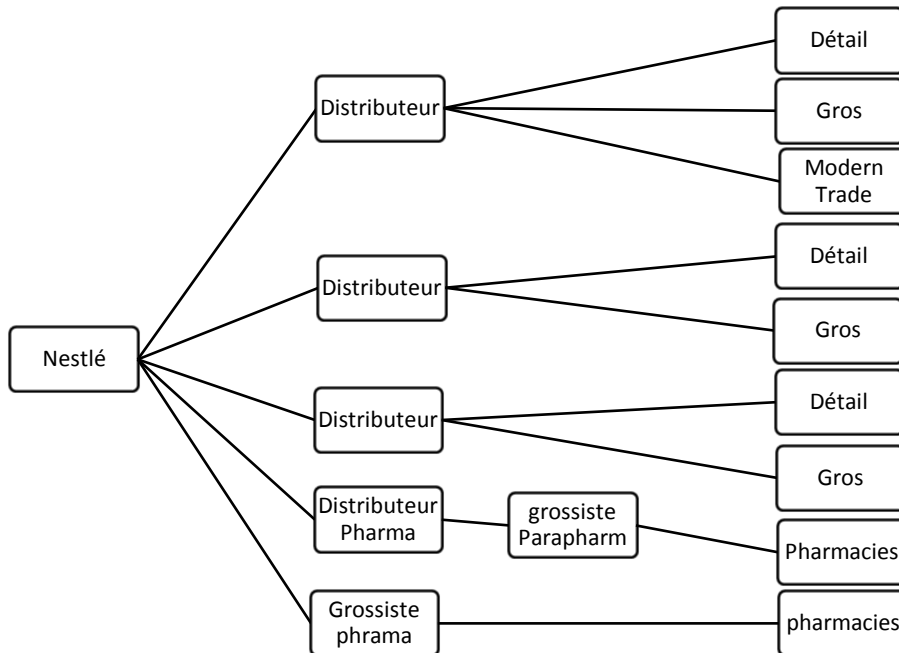 Nestlé
Distributeur
Détail
Gros
Modern
Trade
Distributeur
Détail
Gros
Distributeur
Détail
Gros
Distributeur
Pharma
grossiste
Parapharm
Pharmacies
Grossiste
phrama
pharmacies